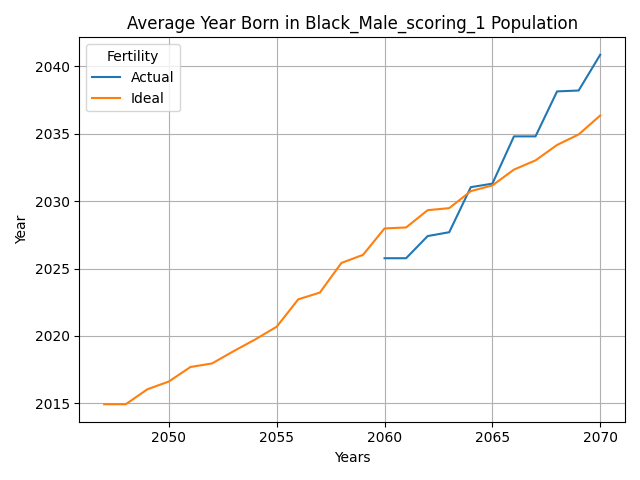 Average Year Born in Black_Male_scoring_1 Population
Fertility
Actual
Ideal
2040
2035
2030
2025
2020
2015
Year
2050 2055 2060 2065 2070
Years